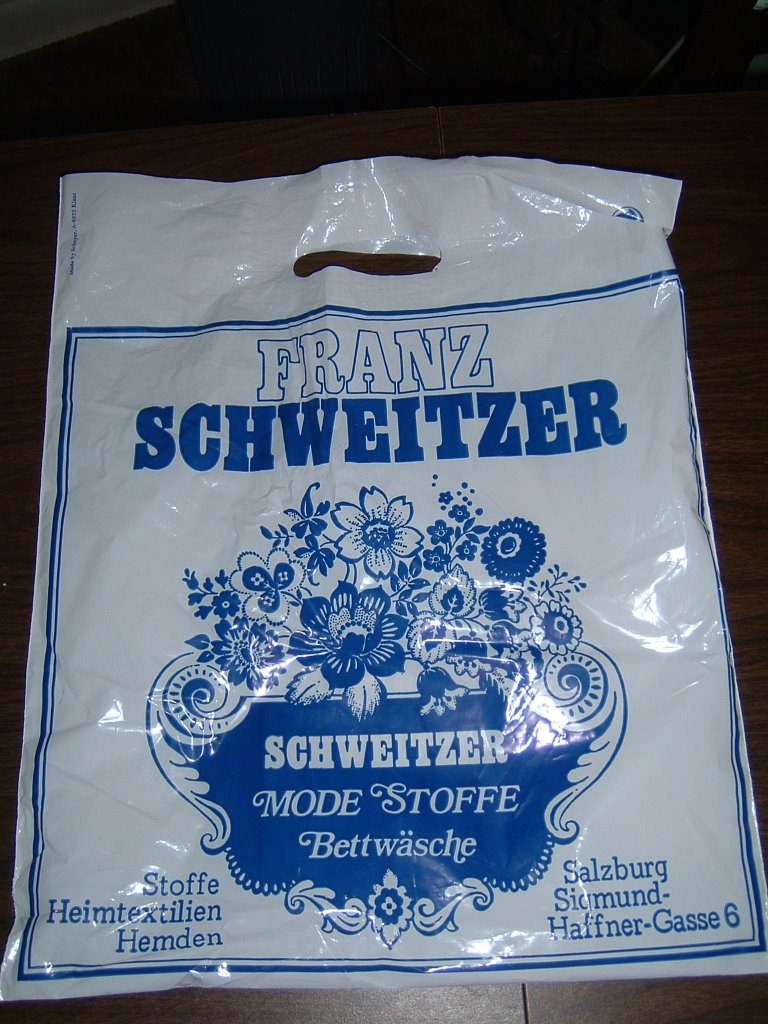 FRANZ
SCHWEITZER
SCHWEITZER
MODE STOFFE
Bettwäsche
Stoffe
Heimtextilien
Hemden
Salzburg
Sigmund-
Haffner-Gasse 6